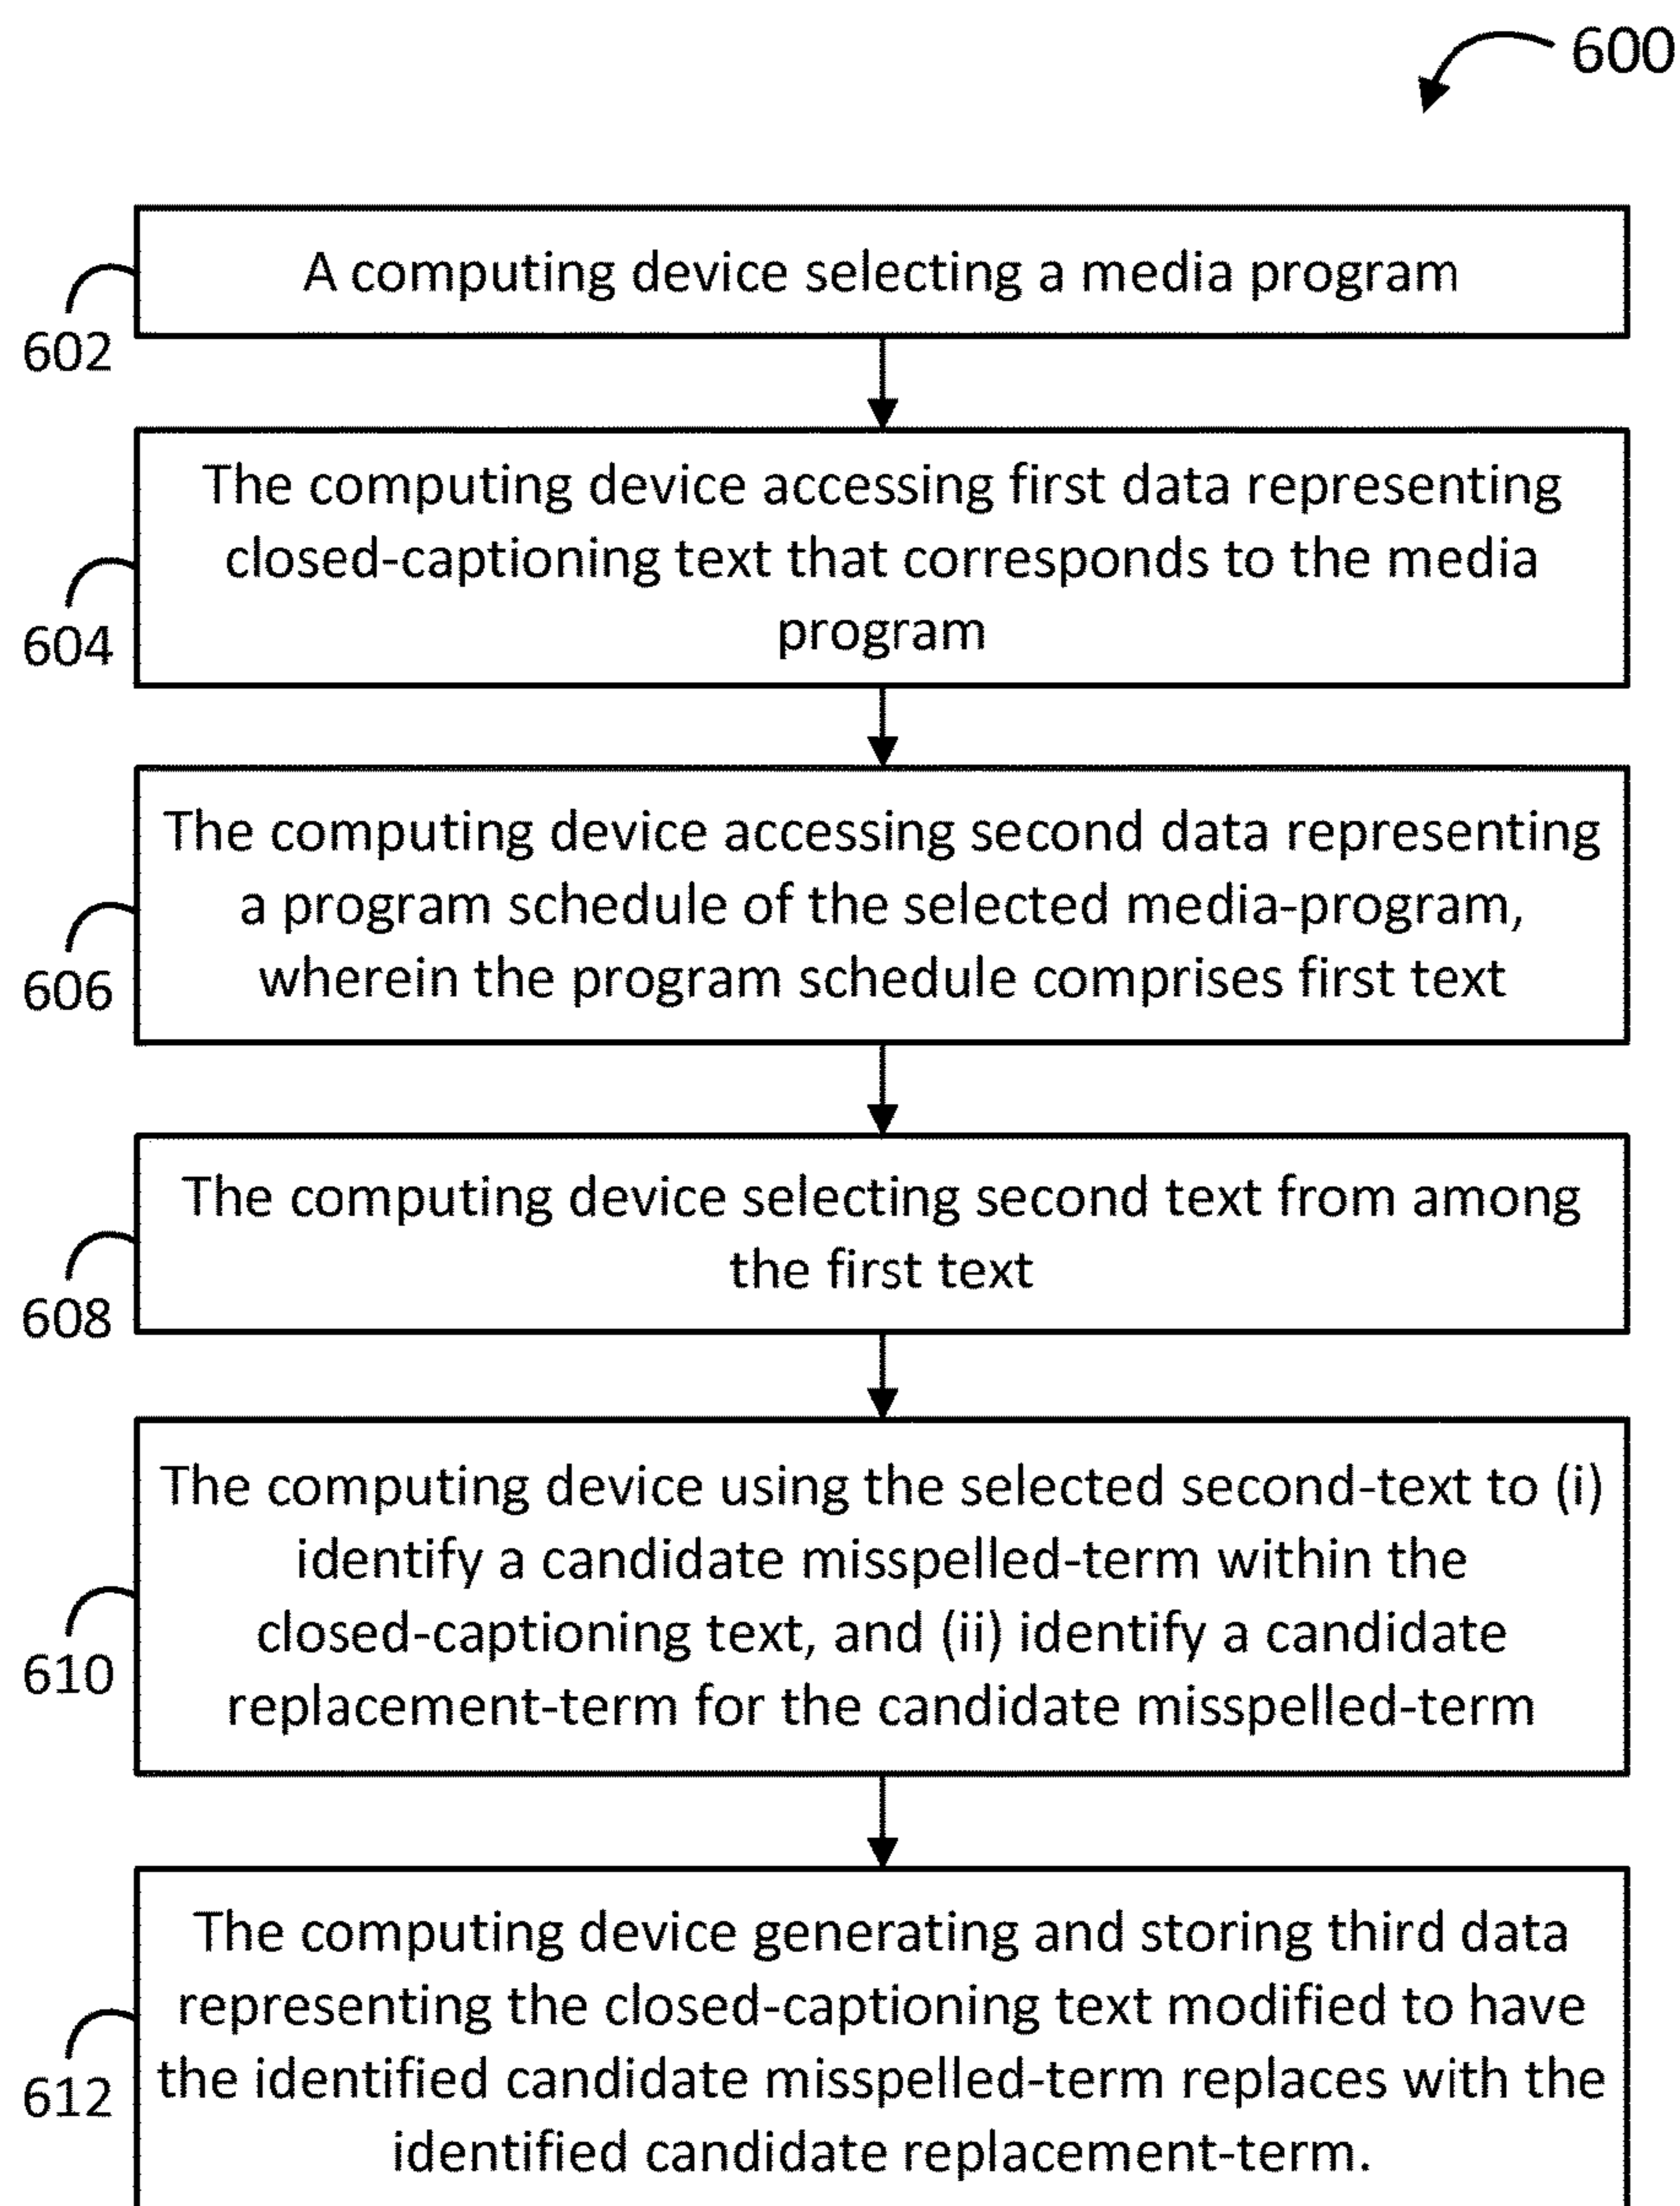 600
A computing device selecting a media program
602
The computing device accessing first data representing
closed-captioning text that corresponds to the media
program
604
The computing device accessing second data representing
a program schedule of the selected media-program,
wherein the program schedule comprises first text
606
The computing device selecting second text from among
the first text
608
The computing device using the selected second-text to (i)
identify a candidate misspelled-term within the
closed-captioning text, and (ii) identify a candidate
replacement-term for the candidate misspelled-term
610
The computing device generating and storing third data
representing the closed-captioning text modified to have
the identified candidate misspelled-term replaces with the
identified candidate replacement-term.
612